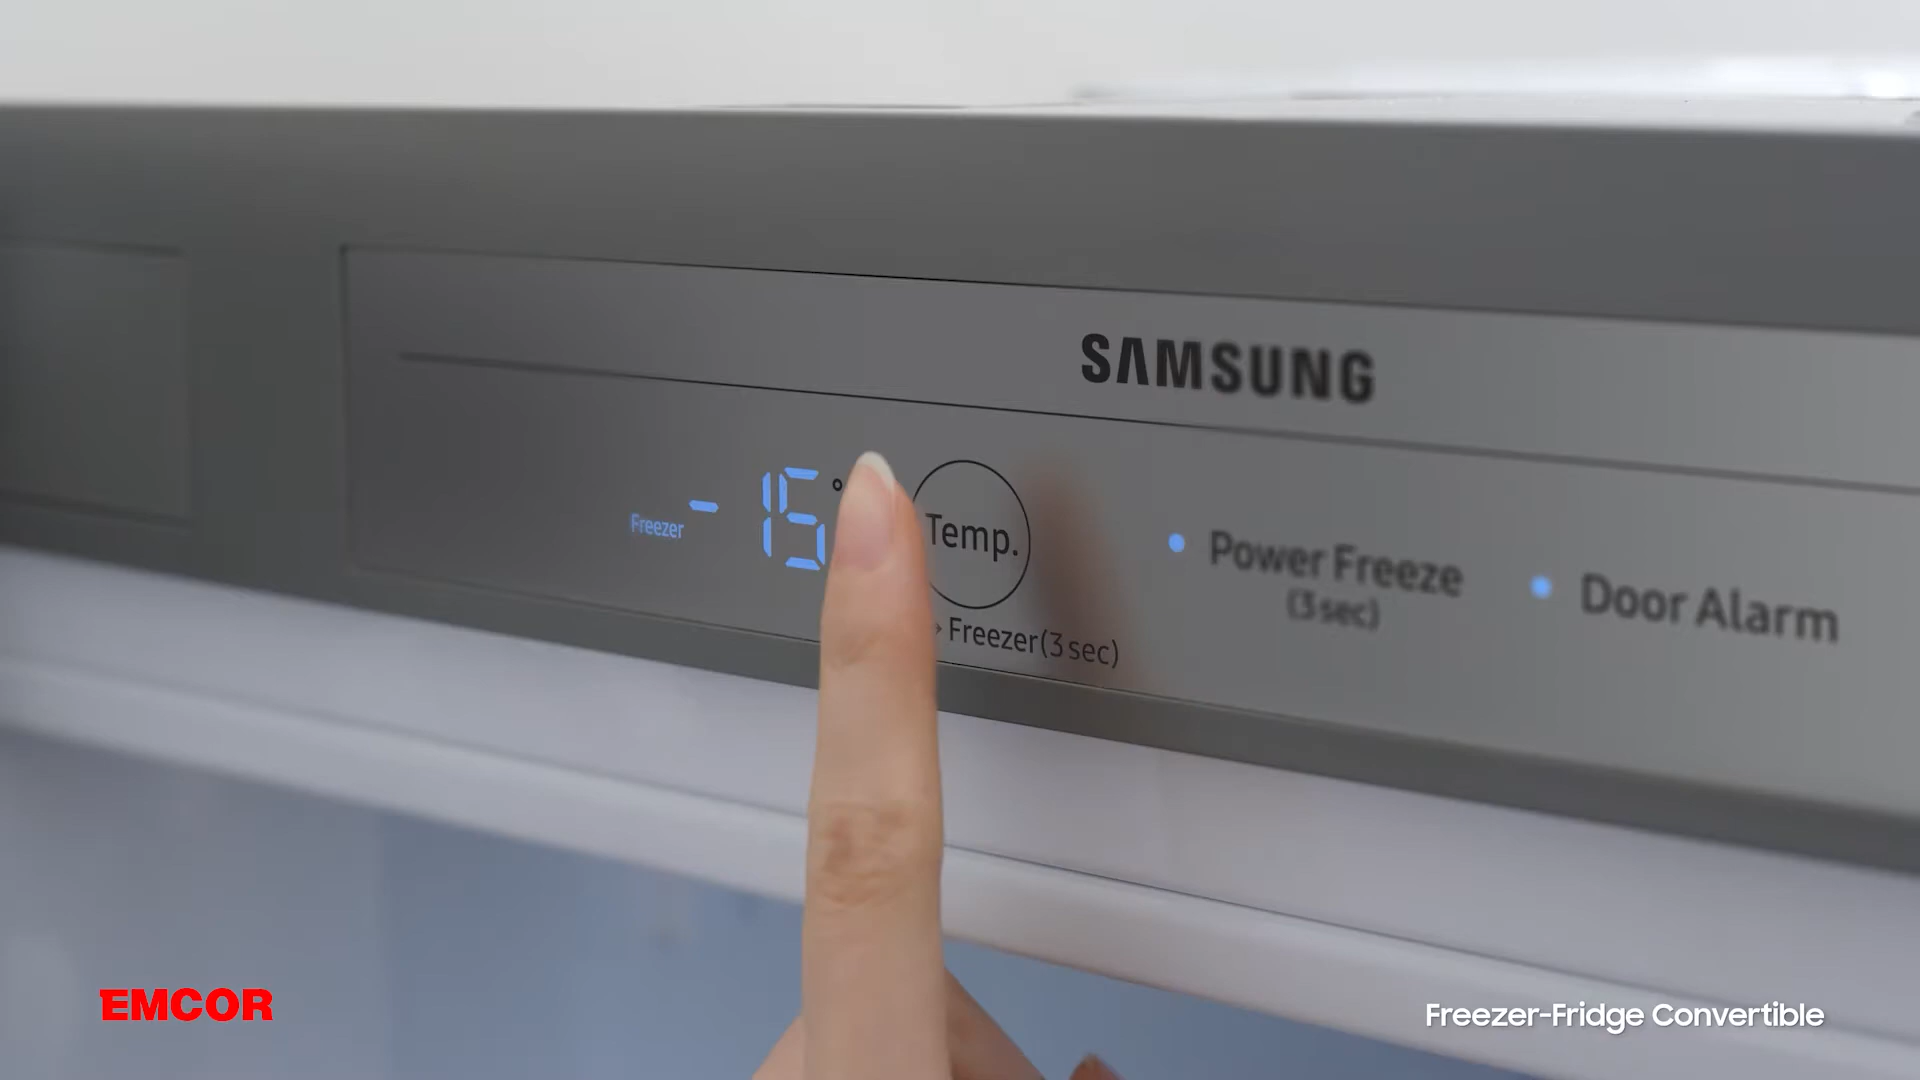 SAMSUNG
Freezer
-15°
Temp.
Freezer(3 sec)
Power Freeze
(3 sec)
Door Alarm
EMCOR
Freezer-Fridge Convertible